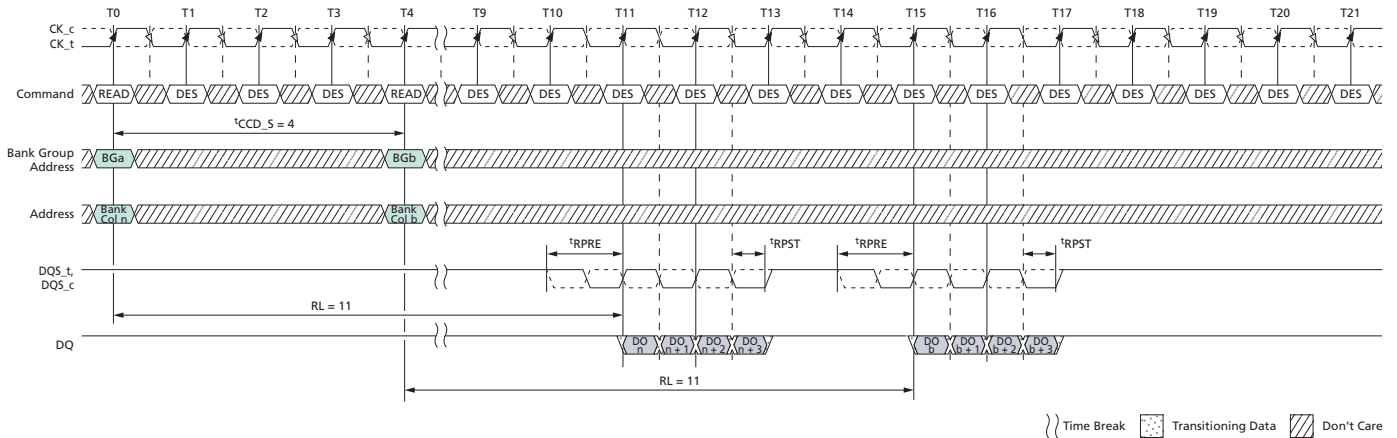 T0 T1 T2 T3 T4 T9 T10 T11 T12 T13 T14 T15 T16 T17 T18 T19 T20 T21
CK_c
CK_t
Command READ DES DES DES READ DES DES DES DES DES DES DES DES DES DES DES DES DES
tCCD_S = 4
Bank Group
Address
BGa BGb
Address
Bank
Col n
Bank
Col b
tRPRE tRPST tRPRE tRPST
DQS_t,
DQS_c
RL = 11
DQ
DO
n
DO
n + 1
DO
n + 2
DO
n + 3
DO
b
DO
b + 1
DO
b + 2
DO
b + 3
RL = 11
Time Break Transitioning Data Don't Care